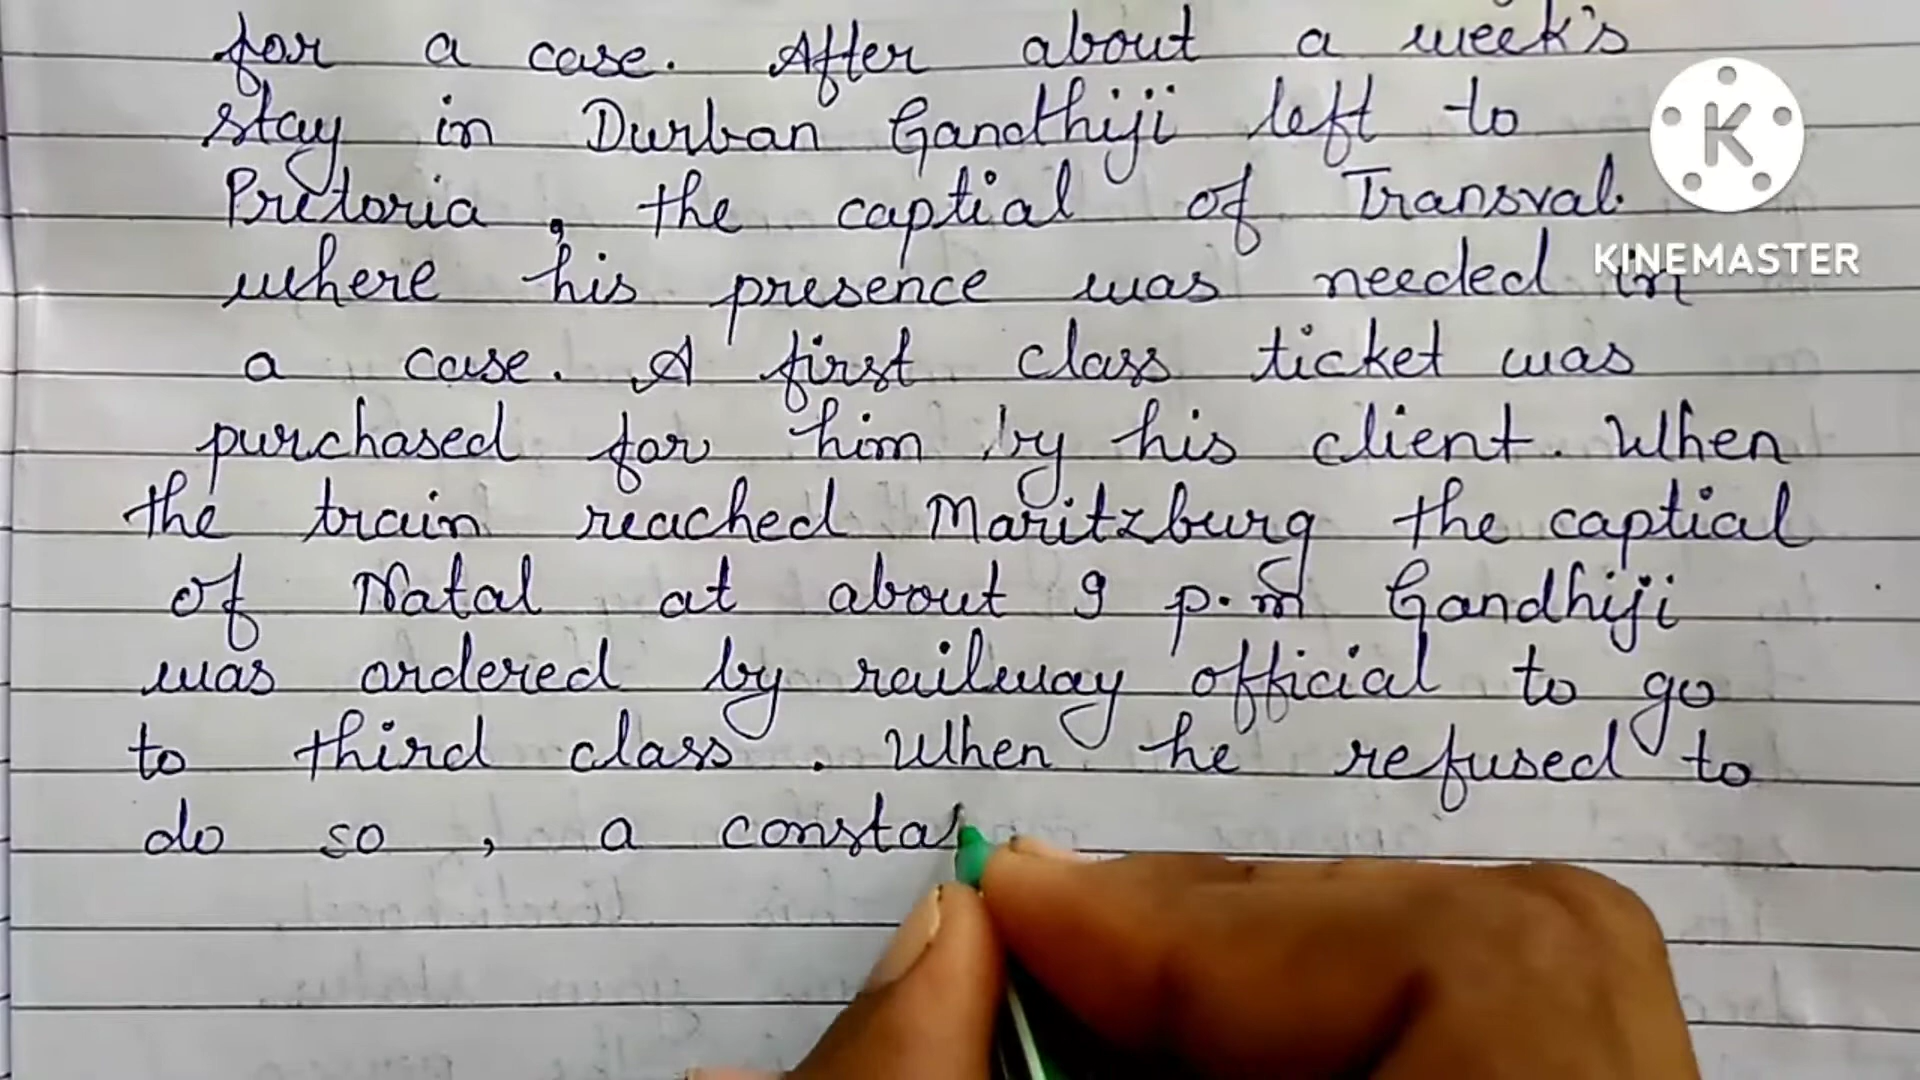 for a case. After about a week's
stay in Durban Gandhiji left to
Pretoria, the captial of Transval
where his presence was needed in
a case. A first class ticket was
purchased for him by his client. When
the train reached Maritzburg the captial
of Natal at about 9 p.m Gandhiji
was ordered by railway official to go
to third class. When he refused to
do so, a consta
K
KINEMASTER